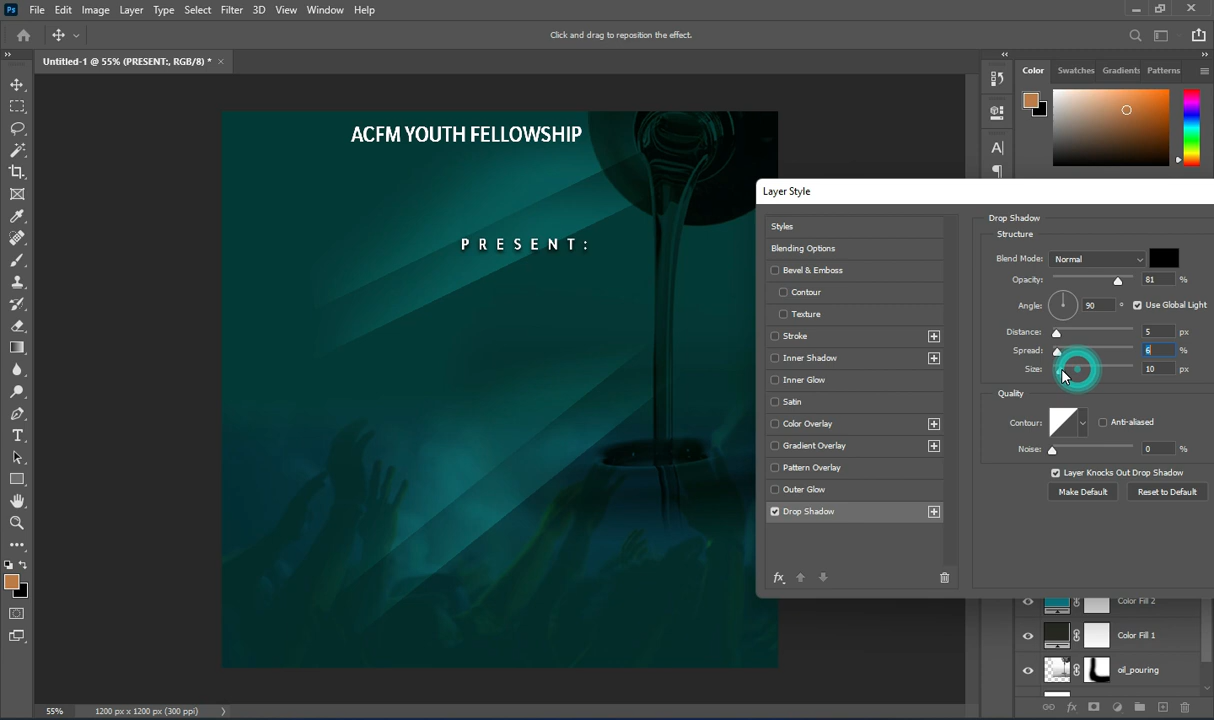 Ps File Edit Image Layer Type Select Filter 3D View Window Help
Click and drag to reposition the effect.
Untitled-1 @ 55% (PRESENT:, RGB/8) * ×
Color Swatches Gradients Patterns
ACFM YOUTH FELLOWSHIP
PRESENT:
Layer Style
Styles
Blending Options
Bevel & Emboss
Contour
Texture
Stroke
Inner Shadow
Inner Glow
Satin
Color Overlay
Gradient Overlay
Pattern Overlay
Outer Glow
Drop Shadow
fx
Drop Shadow
Structure
Blend Mode: Normal
Opacity: 81 %
Angle: 90 ° Use Global Light
Distance: 5 px
Spread: 6 %
Size: 10 px
Quality
Contour: Anti-aliased
Noise: 0 %
Layer Knocks Out Drop Shadow
Make Default Reset to Default
Color Fill 2
Color Fill 1
oil_pouring
fx
55% 1200 px x 1200 px (300 ppi)